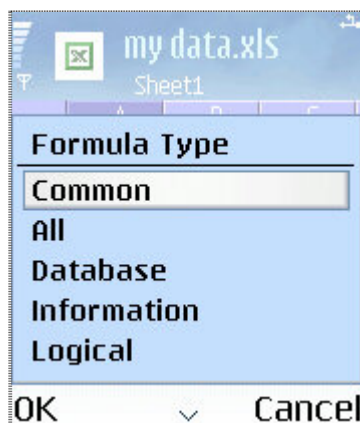 my data.xls
Sheet1
Formula Type
Common
All
Database
Information
Logical
OK Cancel